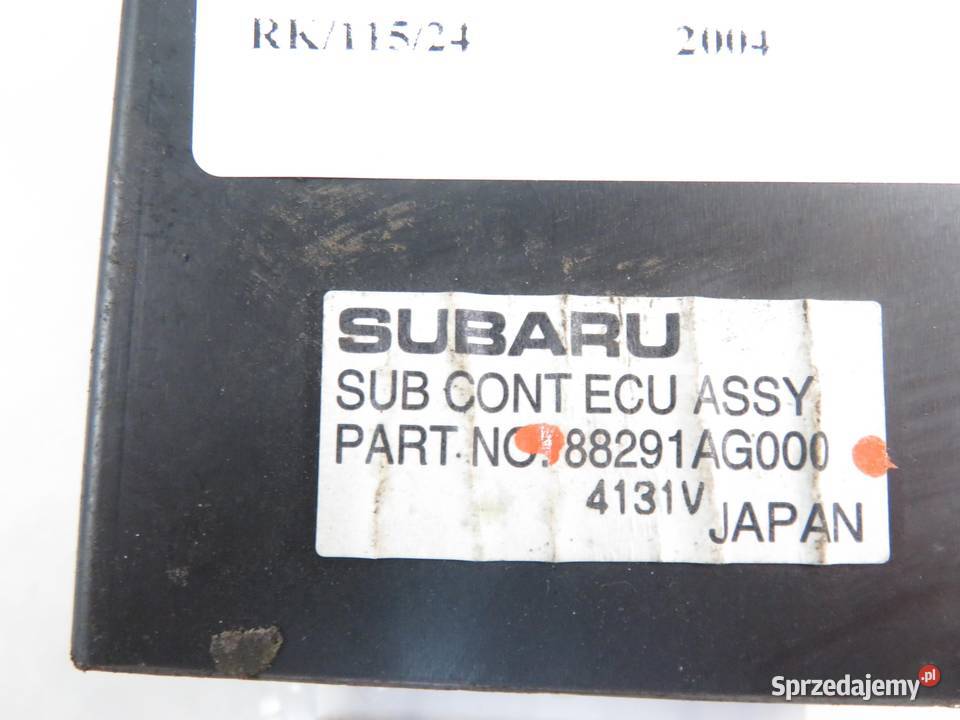 RK/115/24 2004
SUBARU
SUB CONT ECU ASSY
PART NO. 88291AG000
4131V
JAPAN
Sprzedajemy.pl